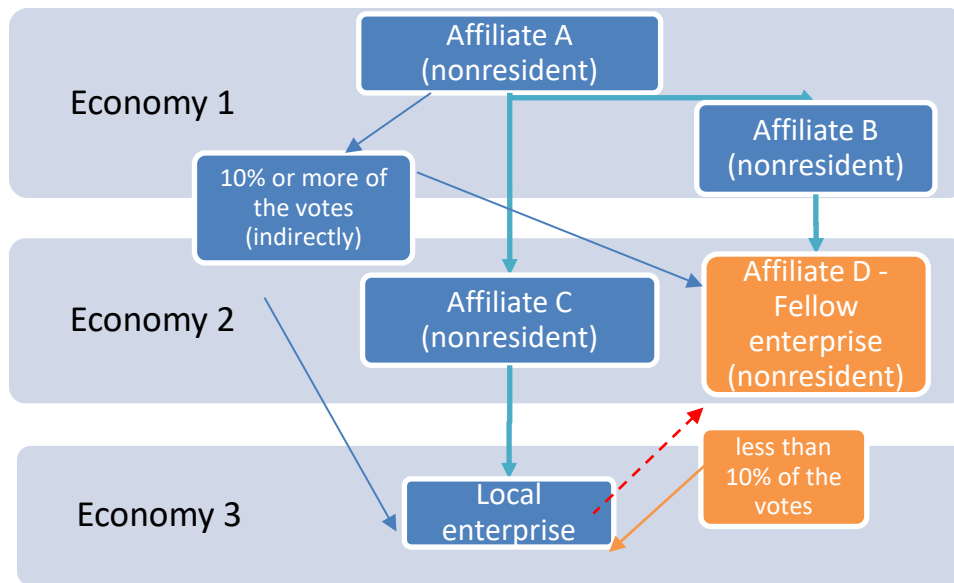 Affiliate A
(nonresident)
Economy 1
Affiliate B
(nonresident)
10% or more of
the votes
(indirectly)
Affiliate D -
Fellow
enterprise
(nonresident)
Economy 2
Affiliate C
(nonresident)
less than
10% of the
votes
Economy 3
Local
enterprise